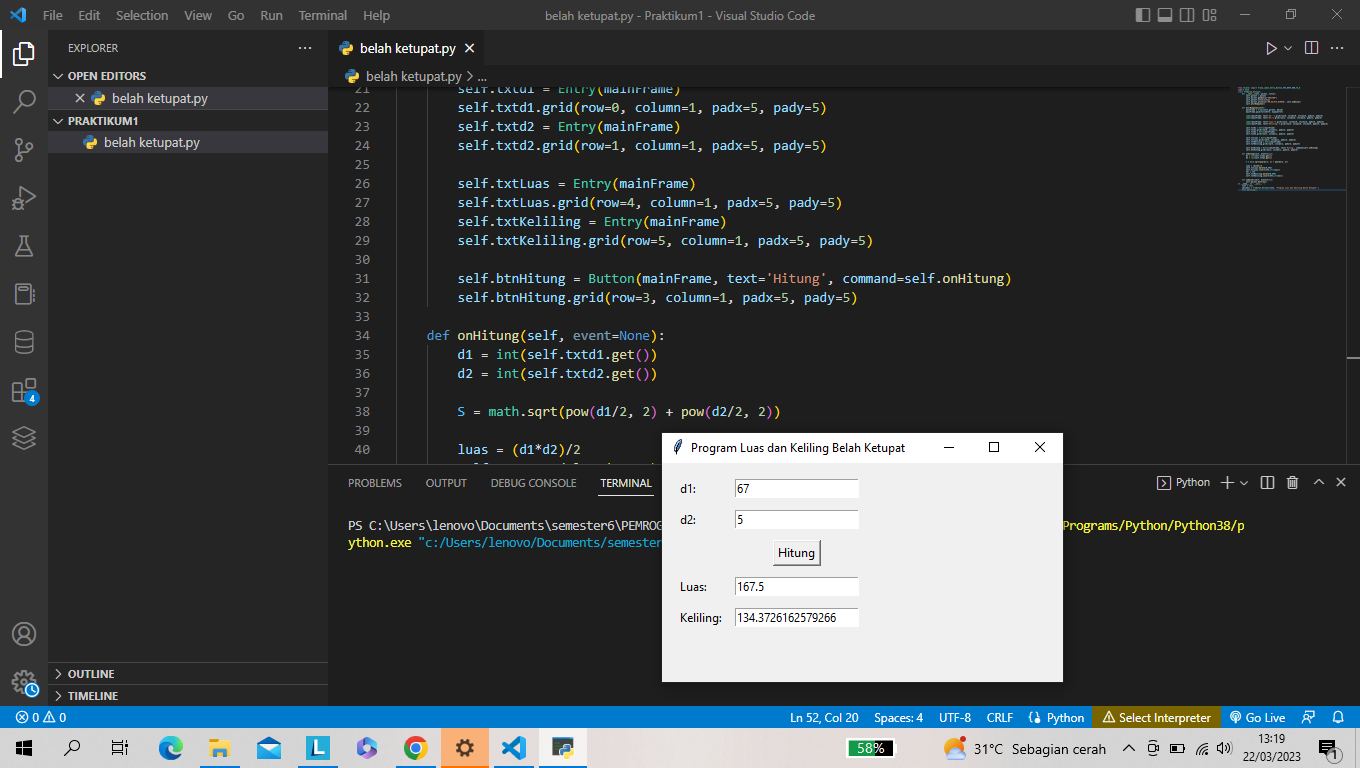 File Edit Selection View Go Run Terminal Help belah ketupat.py - Praktikum1 - Visual Studio Code
EXPLORER ...
OPEN EDITORS
belah ketupat.py
PRAKTIKUM1
belah ketupat.py
OUTLINE
TIMELINE
belah ketupat.py
belah ketupat.py > ...
21 self.txtd1 = Entry(mainFrame)
22 self.txtd1.grid(row=0, column=1, padx=5, pady=5)
23 self.txtd2 = Entry(mainFrame)
24 self.txtd2.grid(row=1, column=1, padx=5, pady=5)
25
26 self.txtLuas = Entry(mainFrame)
27 self.txtLuas.grid(row=4, column=1, padx=5, pady=5)
28 self.txtKeliling = Entry(mainFrame)
29 self.txtKeliling.grid(row=5, column=1, padx=5, pady=5)
30
31 self.btnHitung = Button(mainFrame, text='Hitung', command=self.onHitung)
32 self.btnHitung.grid(row=3, column=1, padx=5, pady=5)
33
34 def onHitung(self, event=None):
35 d1 = int(self.txtd1.get())
36 d2 = int(self.txtd2.get())
37
38 S = math.sqrt(pow(d1/2, 2) + pow(d2/2, 2))
39
40 luas = (d1*d2)/2
PROBLEMS OUTPUT DEBUG CONSOLE TERMINAL Python
PS C:\Users\lenovo\Documents\semester6\PEMROG Programs/Python/Python38/p
ython.exe "c:/Users/lenovo/Documents/semester
Program Luas dan Keliling Belah Ketupat
d1: 67
d2: 5
Hitung
Luas: 167.5
Keliling: 134.3726162579266
4
0 0 Ln 52, Col 20 Spaces: 4 UTF-8 CRLF Python Select Interpreter Go Live
58% 31°C Sebagian cerah 13:19
22/03/2023
1